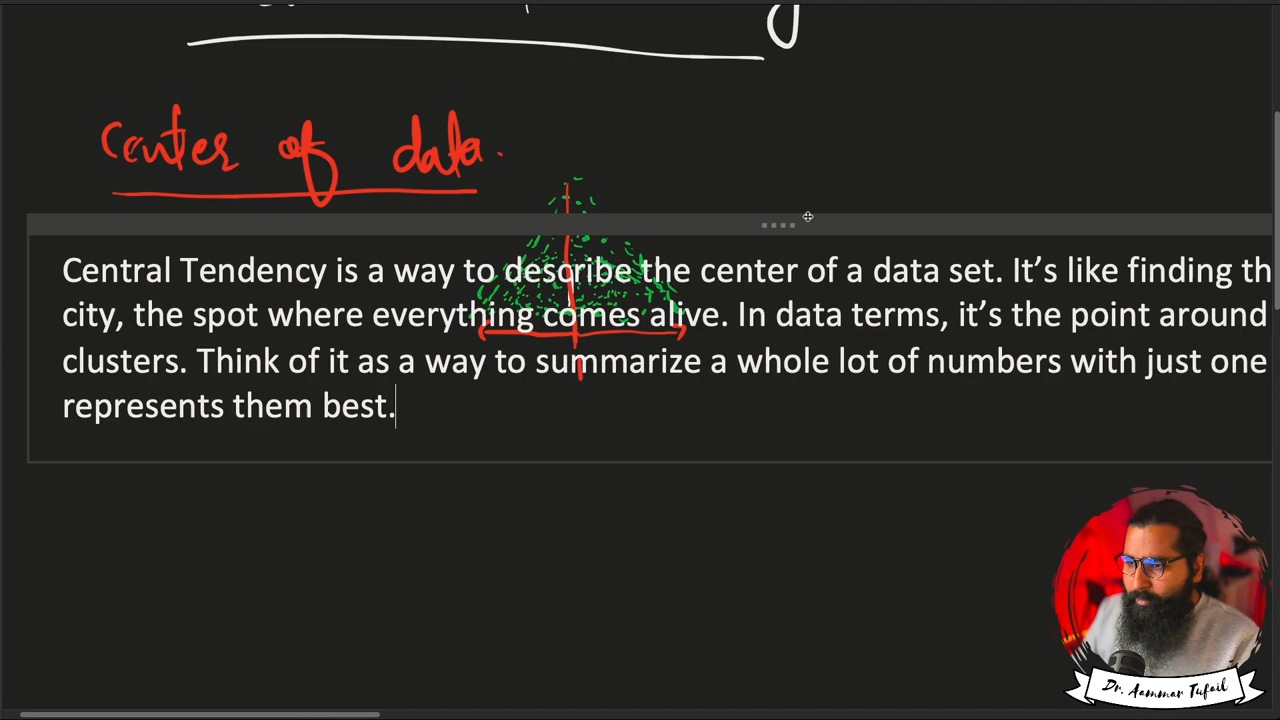 Center of data.
Central Tendency is a way to describe the center of a data set. It’s like finding th
city, the spot where everything comes alive. In data terms, it’s the point around
clusters. Think of it as a way to summarize a whole lot of numbers with just one
represents them best.
Dr. Aammar Tufail